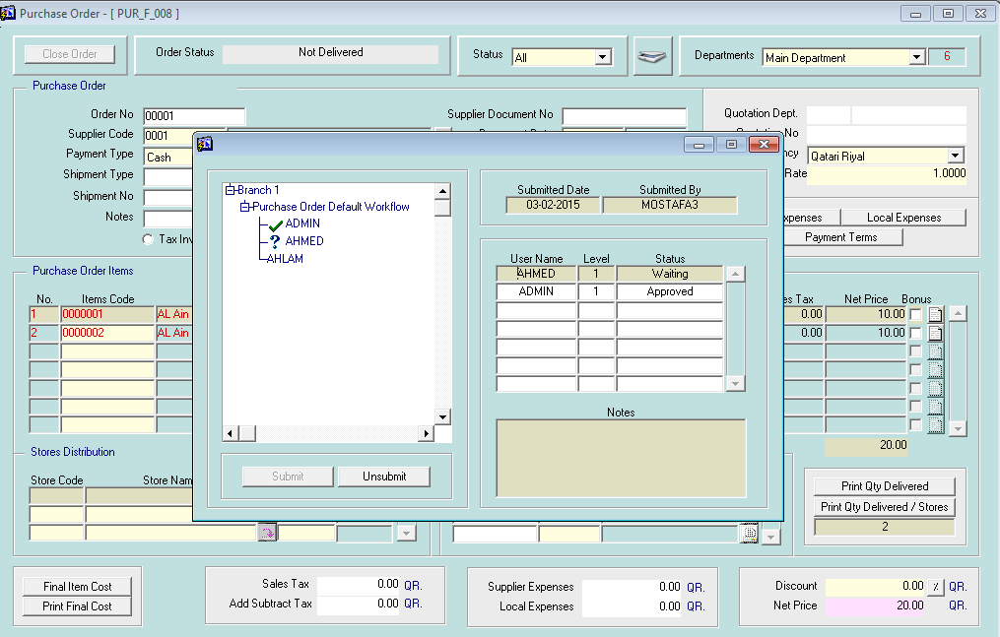 Purchase Order - [ PUR_F_008 ]
Close Order
Order Status Not Delivered
Status All
Departments Main Department 6
Purchase Order
Order No 00001
Supplier Document No
Quotation Dept.
Supplier Code 0001
Payment Type Cash
Qatari Riyal
Shipment Type
Rate 1.0000
Shipment No
Notes
Local Expenses
Payment Terms
Branch 1
Purchase Order Default Workflow
ADMIN
? AHMED
AHLAM
Submit
Unsubmit
Submitted Date Submitted By
03-02-2015 MOSTAFA3
User Name Level Status
AHMED 1 Waiting
ADMIN 1 Approved
Notes
Purchase Order Items
No. Items Code
Net Price Bonus
1 0000001 AL Ain 0.00 10.00
2 0000002 AL Ain 0.00 10.00
20.00
Stores Distribution
Store Code Store Nam
Print Qty Delivered
Print Qty Delivered / Stores
2
Final Item Cost
Print Final Cost
Sales Tax 0.00 QR.
Add Subtract Tax 0.00 QR.
Supplier Expenses 0.00 QR.
Local Expenses 0.00 QR.
Discount 0.00 % QR.
Net Price 20.00 QR.